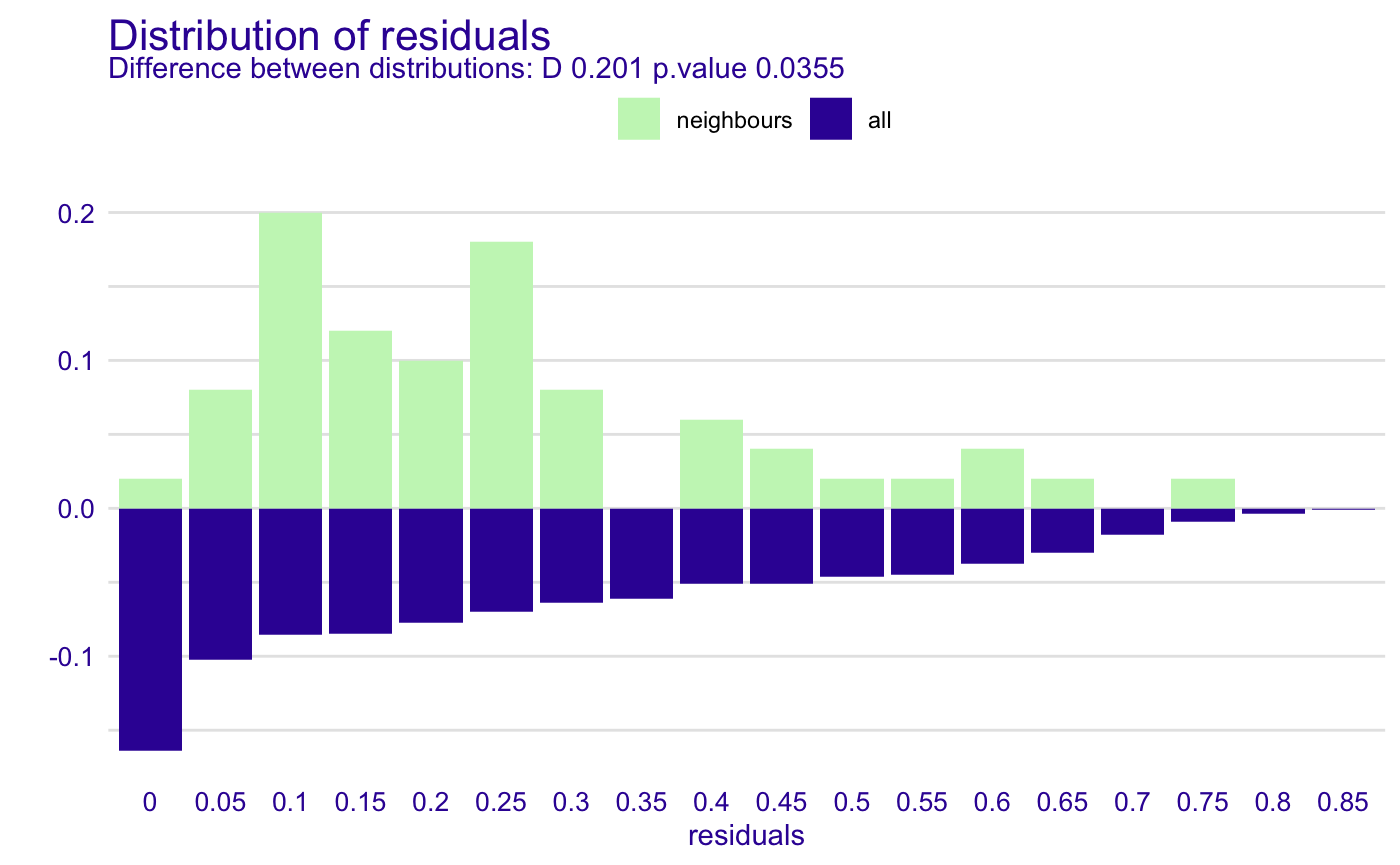 Distribution of residuals
Difference between distributions: D 0.201 p.value 0.0355
neighbours all
0.2
0.1
0.0
-0.1
0 0.05 0.1 0.15 0.2 0.25 0.3 0.35 0.4 0.45 0.5 0.55 0.6 0.65 0.7 0.75 0.8 0.85
residuals